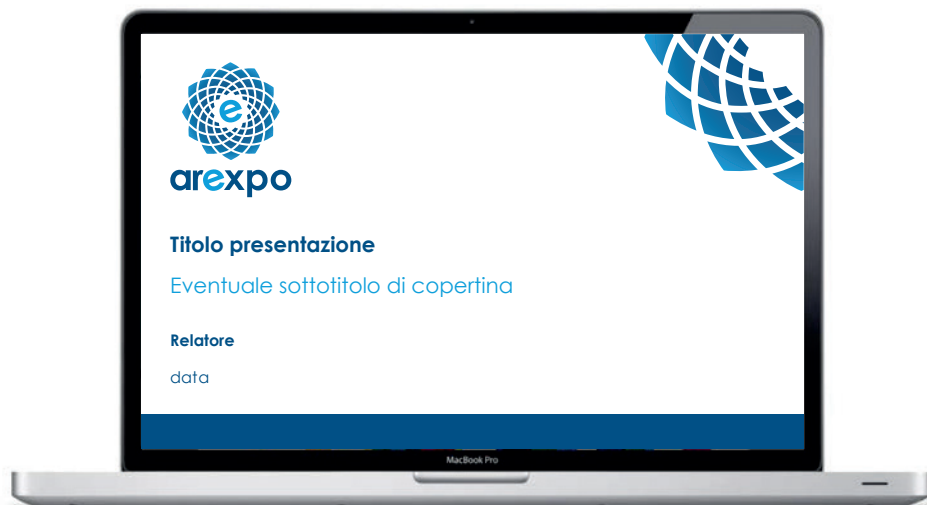 e
arexpo
Titolo presentazione
Eventuale sottotitolo di copertina
Relatore
data
MacBook Pro